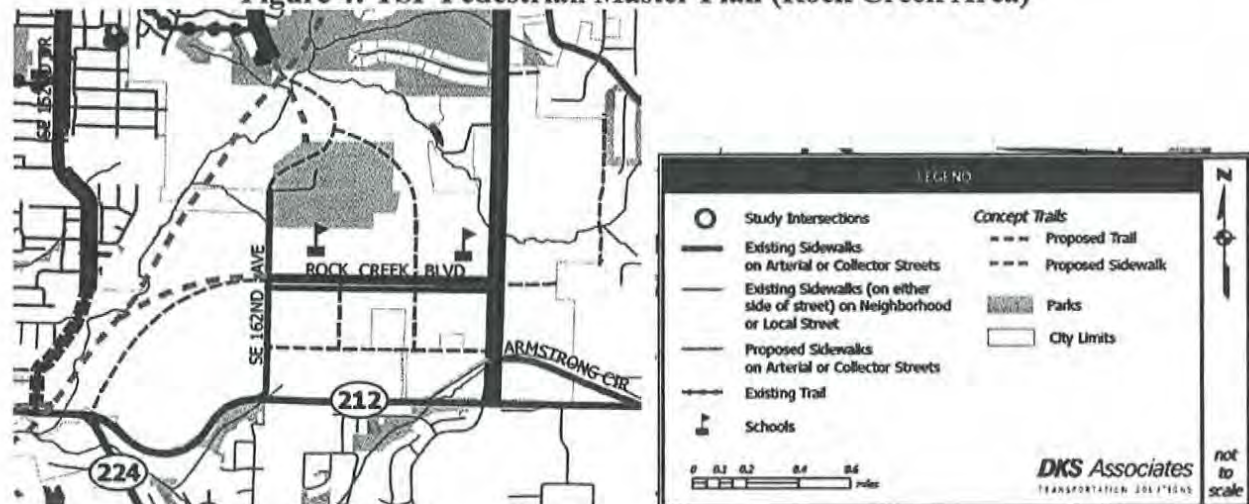 Figure 4: TSP Pedestrian Master Plan (Rock Creek Area)
SE 162ND AVE
ROCK CREEK BLVD
ARMSTRONG CIR
212
224
LEGEND
Study Intersections
Existing Sidewalks
on Arterial or Collector Streets
Existing Sidewalks (on either
side of street) on Neighborhood
or Local Street
Proposed Sidewalks
on Arterial or Collector Streets
Existing Trail
Schools
Concept Trails
Proposed Trail
Proposed Sidewalk
Parks
City Limits
0 0.1 0.2 0.4 0.6
miles
DKS Associates
TRANSPORTATION SOLUTIONS
N
not
to
scale